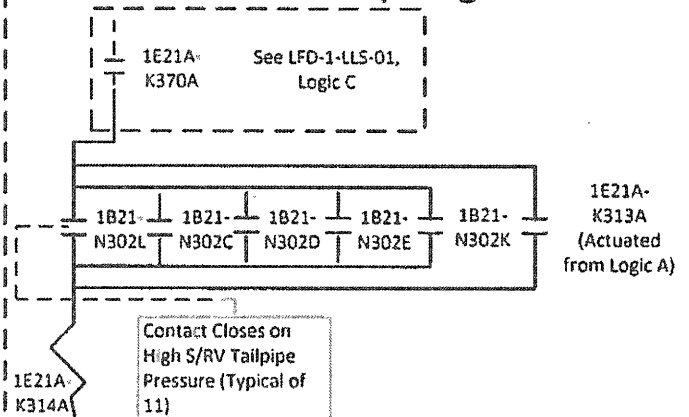 1E21A-
K370A
See LFD-1-LLS-01,
Logic C
1B21-
N302L
1B21-
N302C
1B21-
N302D
1B21-
N302E
1B21-
N302K
1E21A-
K313A
(Actuated
from Logic A)
Contact Closes on
High S/RV Tailpipe
Pressure (Typical of
11)
1E21A-
K314A